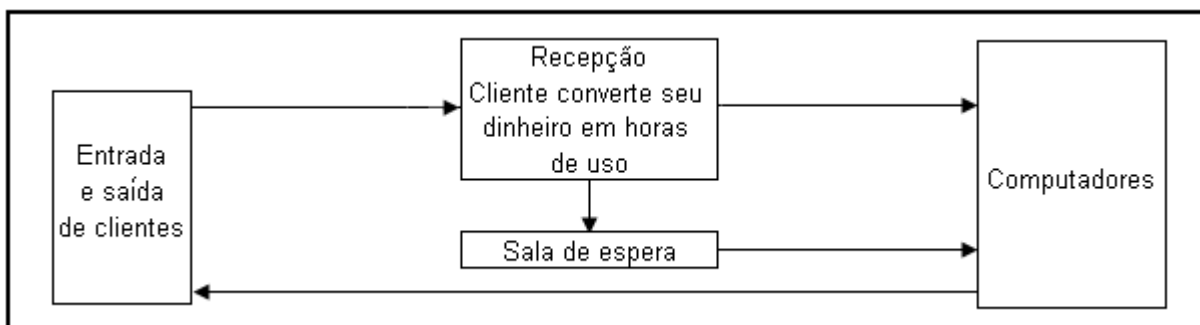 Entrada
e saída
de clientes
Recepção
Cliente converte seu
dinheiro em horas
de uso
Sala de espera
Computadores